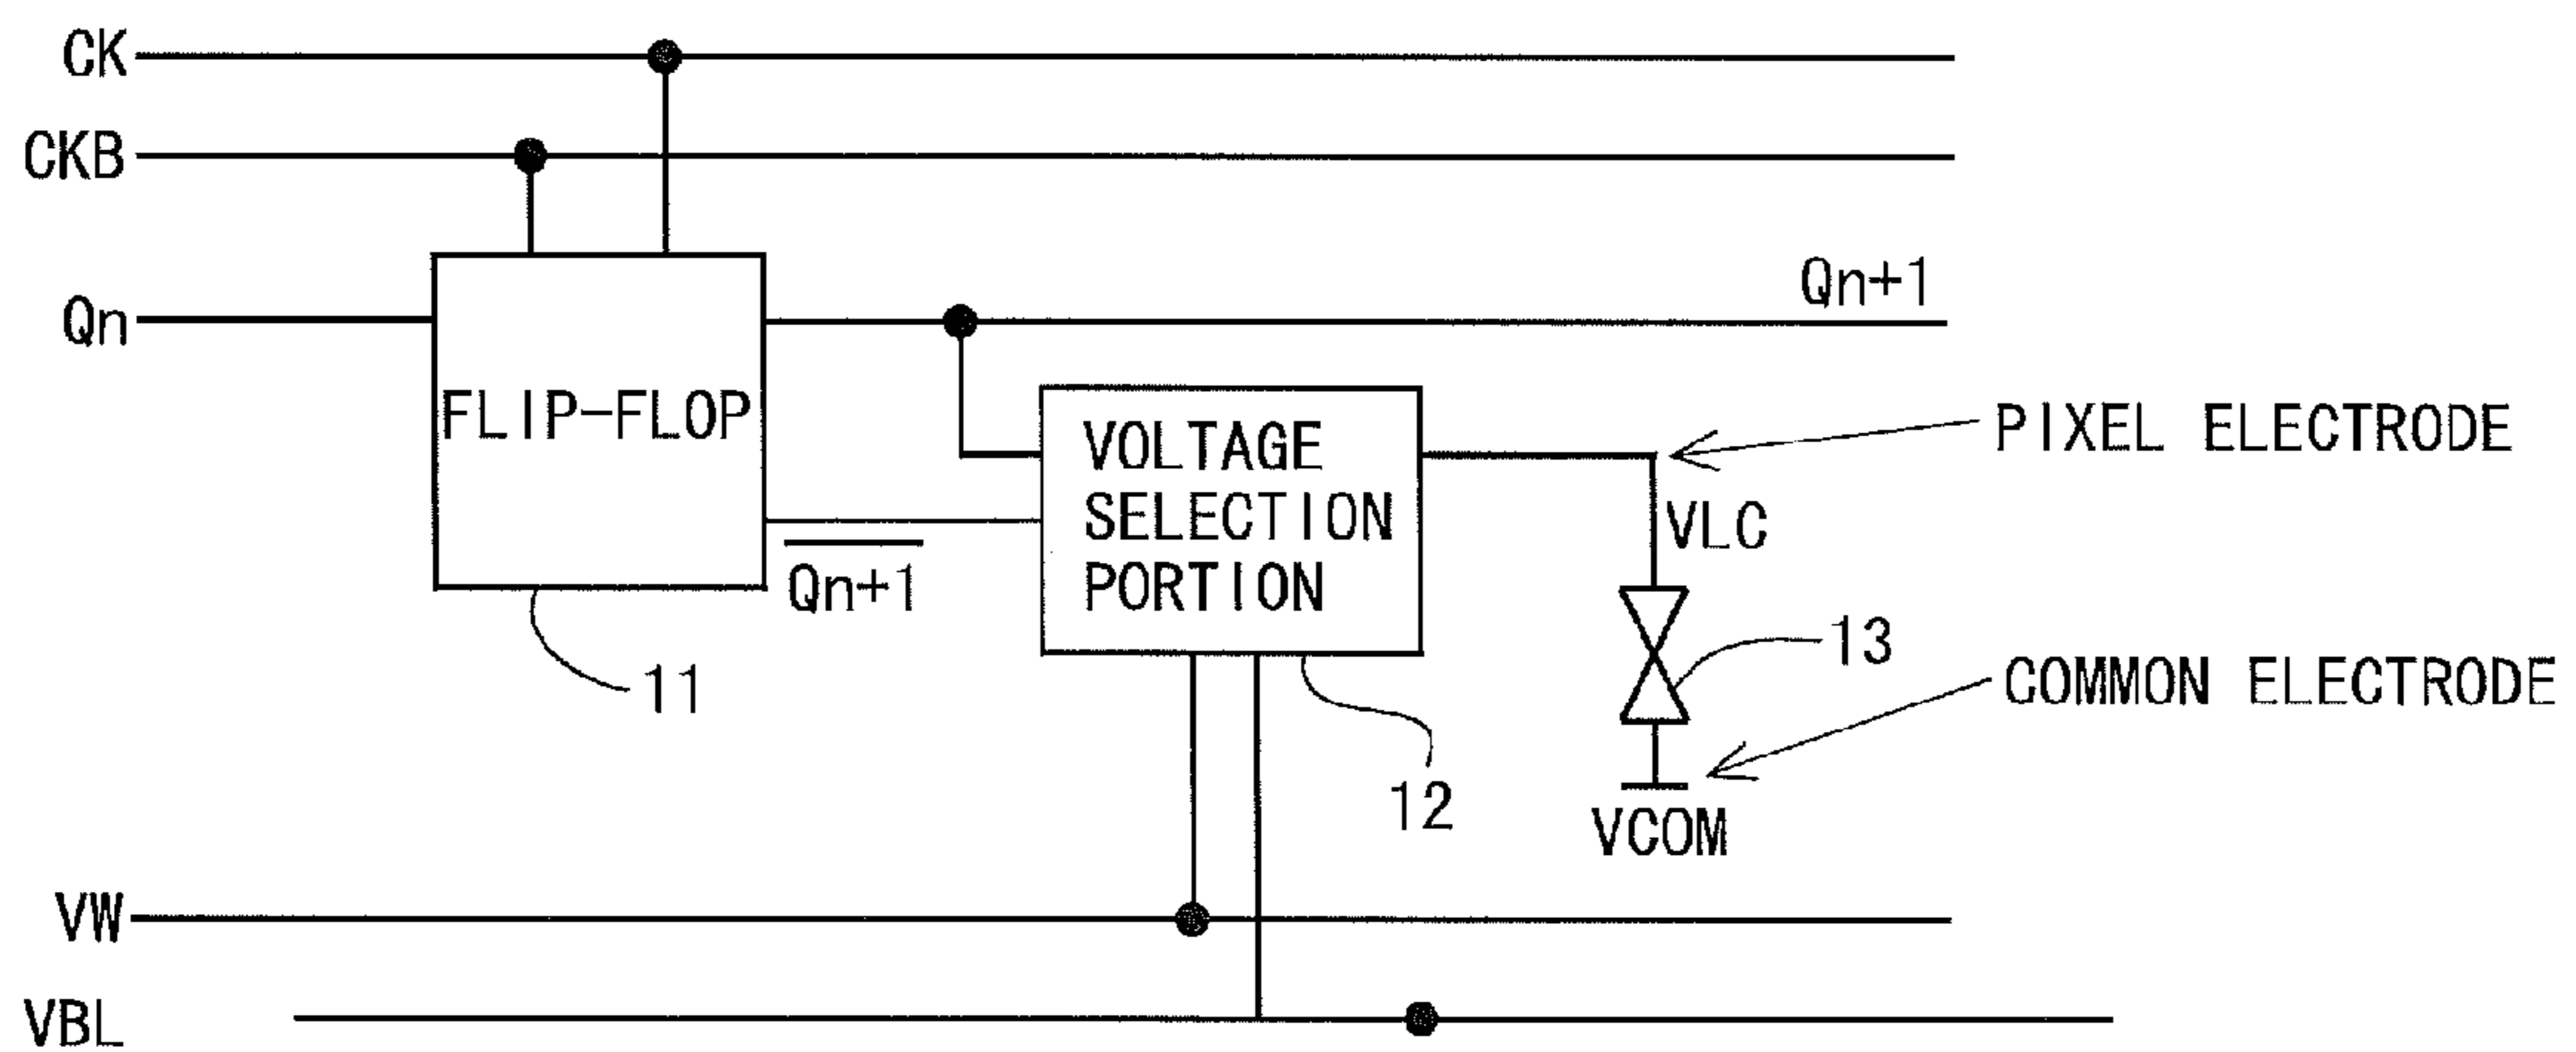 CK
CKB
Qn
Qn+1
FLIP-FLOP
VOLTAGE
SELECTION
PORTION
PIXEL ELECTRODE
VLC
Qn+1
11
13
COMMON ELECTRODE
12
VCOM
VW
VBL